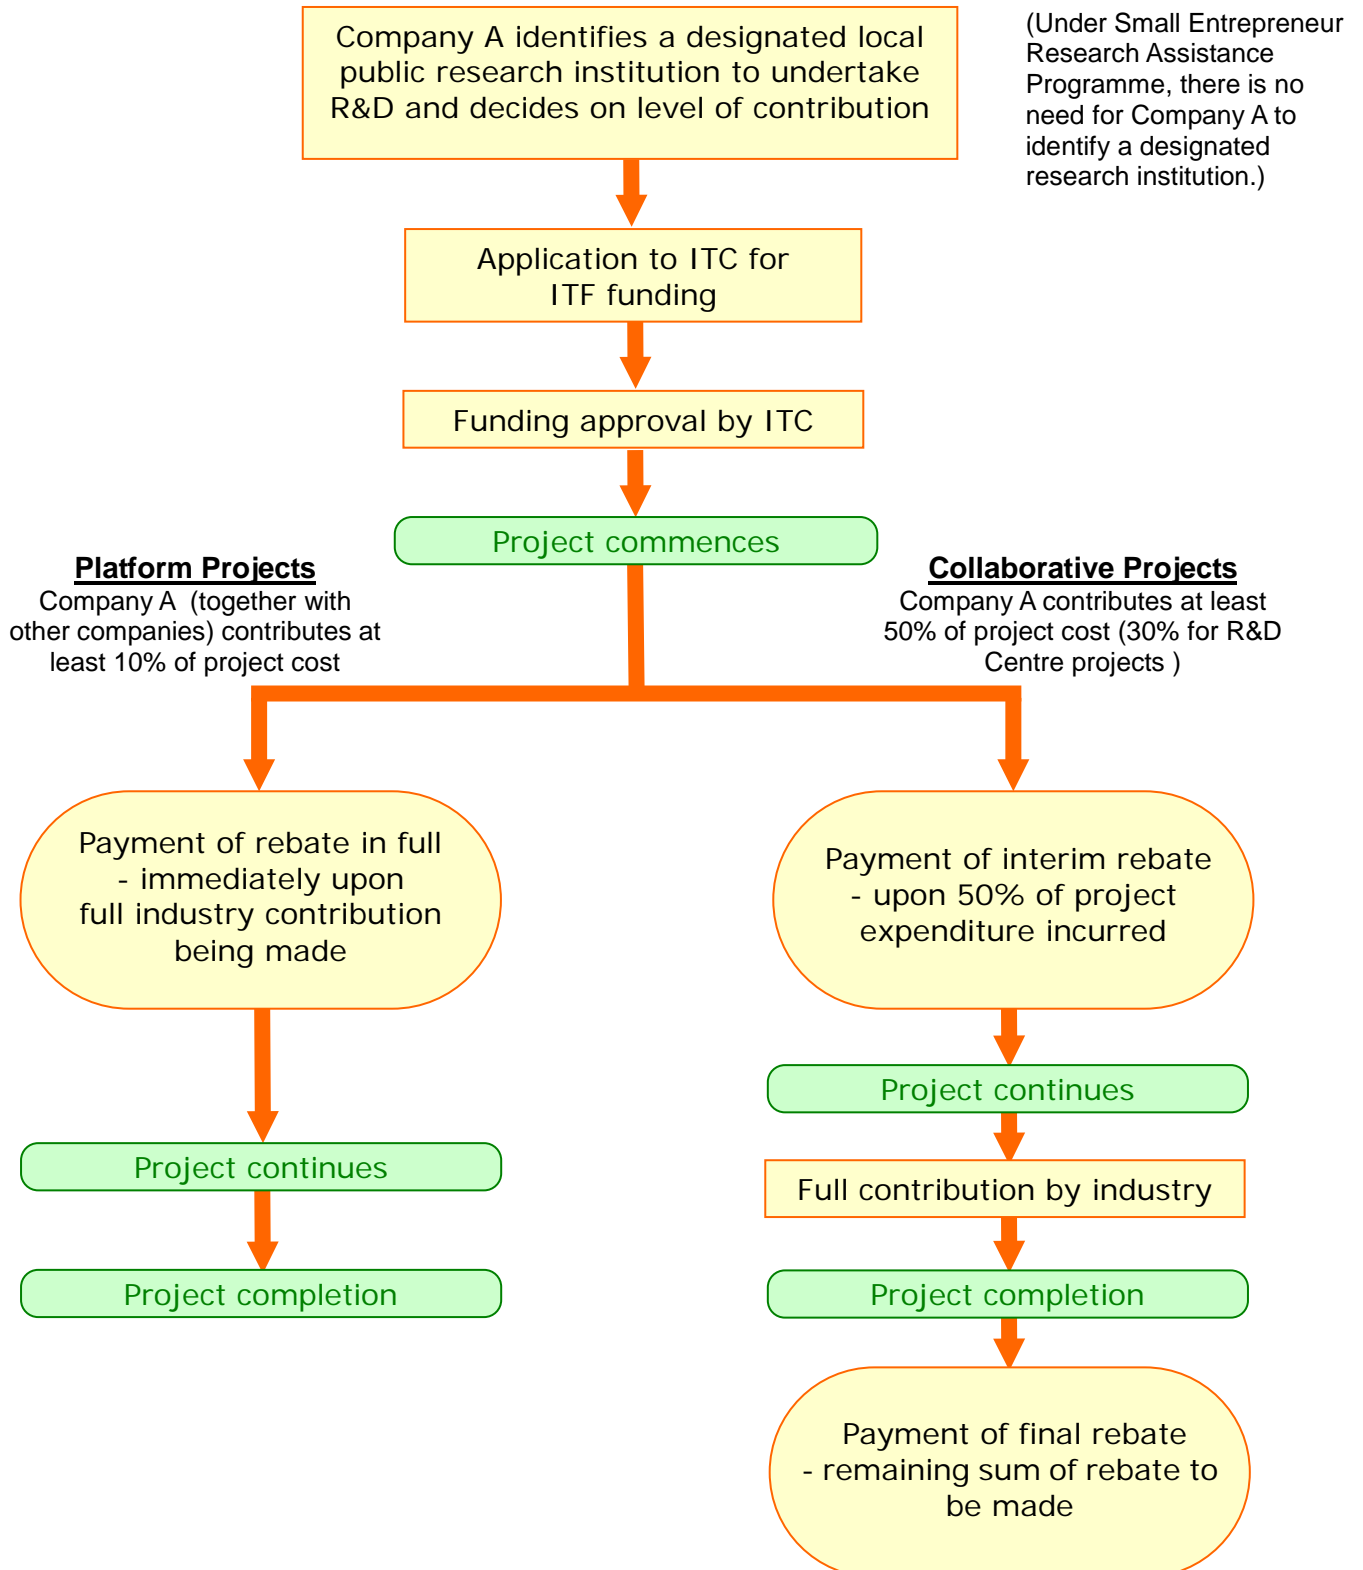 Company A identifies a designated local
public research institution to undertake
R&D and decides on level of contribution
(Under Small Entrepreneur
Research Assistance
Programme, there is no
need for Company A to
identify a designated
research institution.)
Application to ITC for
ITF funding
Funding approval by ITC
Project commences
Platform Projects
Company A (together with
other companies) contributes at
least 10% of project cost
Collaborative Projects
Company A contributes at least
50% of project cost (30% for R&D
Centre projects )
Payment of rebate in full
- immediately upon
full industry contribution
being made
Project continues
Project completion
Payment of interim rebate
- upon 50% of project
expenditure incurred
Project continues
Full contribution by industry
Project completion
Payment of final rebate
- remaining sum of rebate to
be made